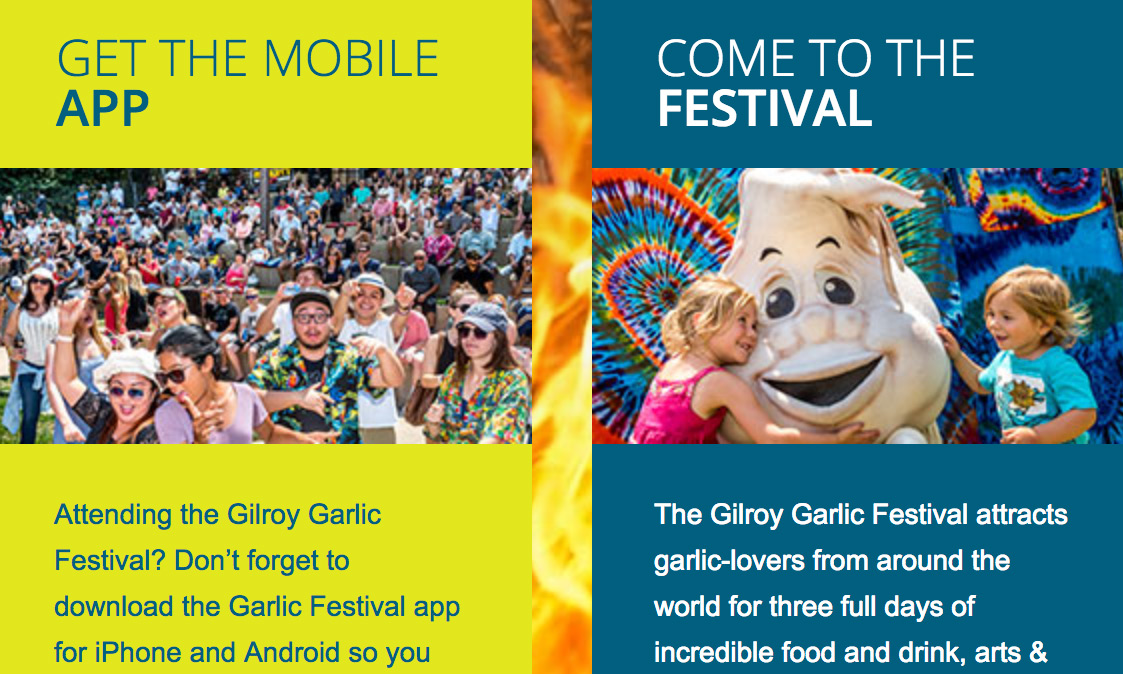 GET THE MOBILE
APP
Attending the Gilroy Garlic
Festival? Don’t forget to
download the Garlic Festival app
for iPhone and Android so you
COME TO THE
FESTIVAL
The Gilroy Garlic Festival attracts
garlic-lovers from around the
world for three full days of
incredible food and drink, arts &